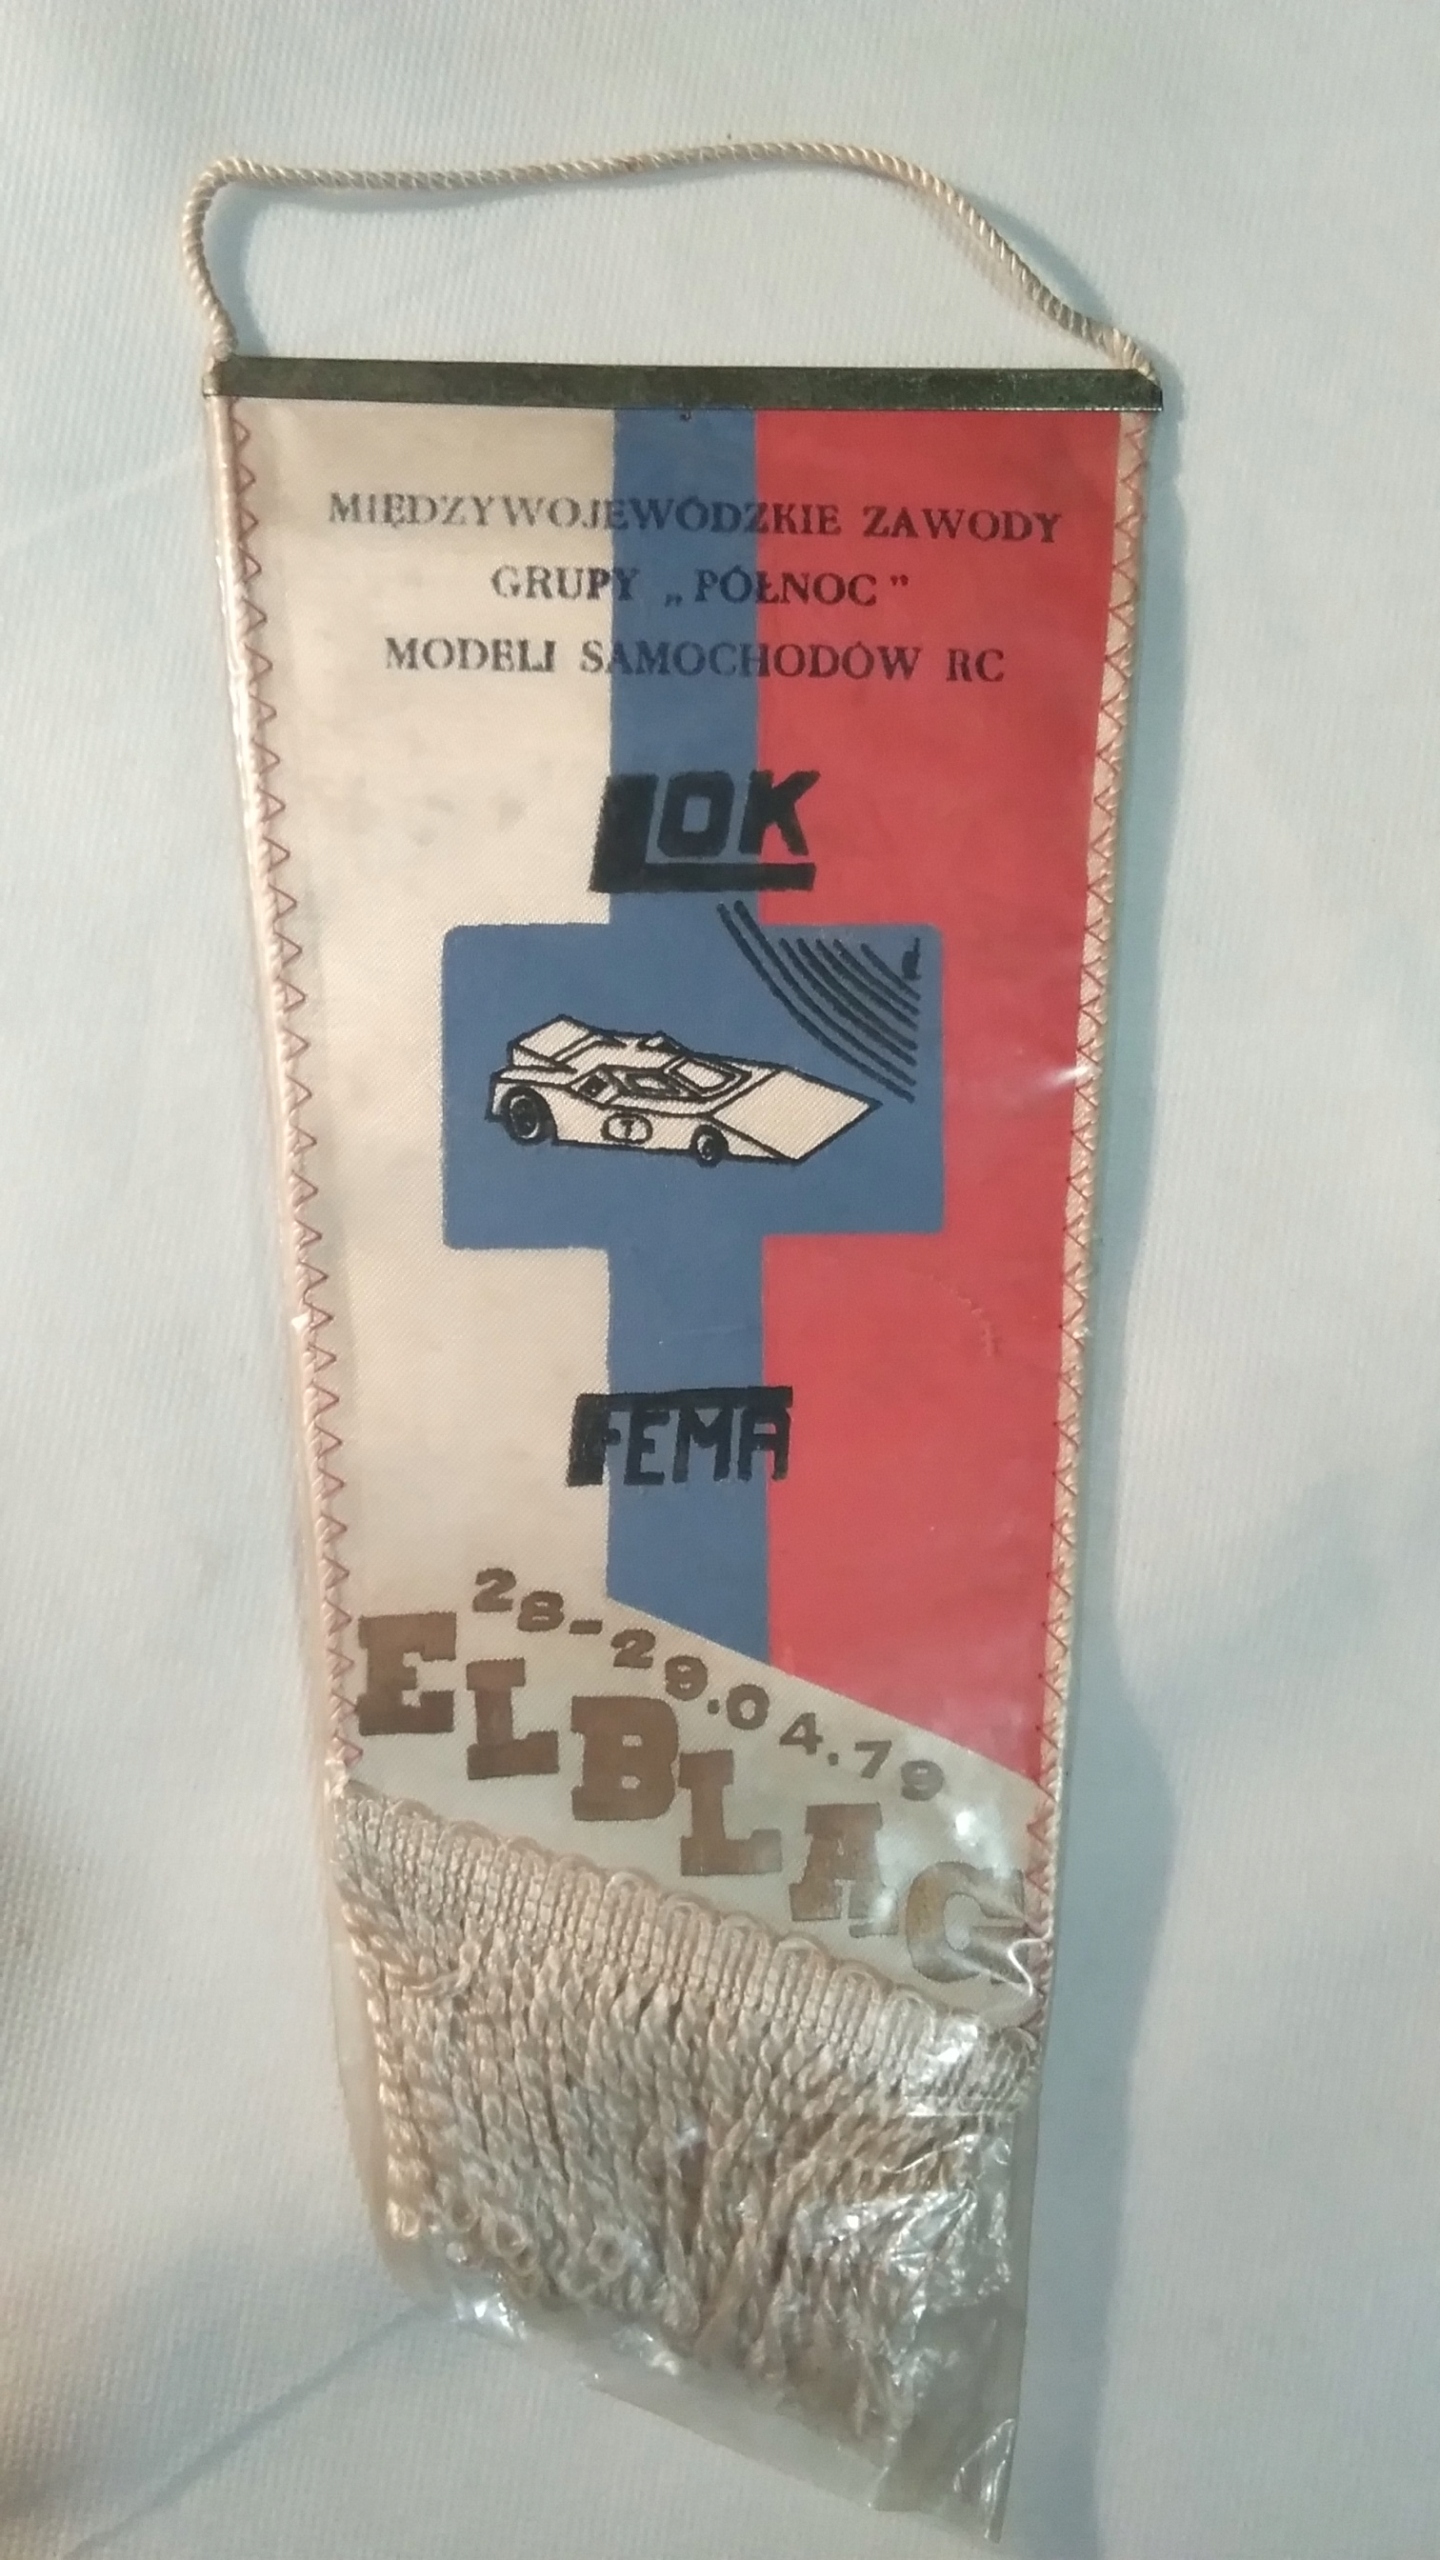 MIĘDZYWOJEWÓDZKIE ZAWODY
GRUPY „PÓŁNOC”
MODELI SAMOCHODÓW RC
LOK
FEMA
28-29.04.79
ELBLĄG